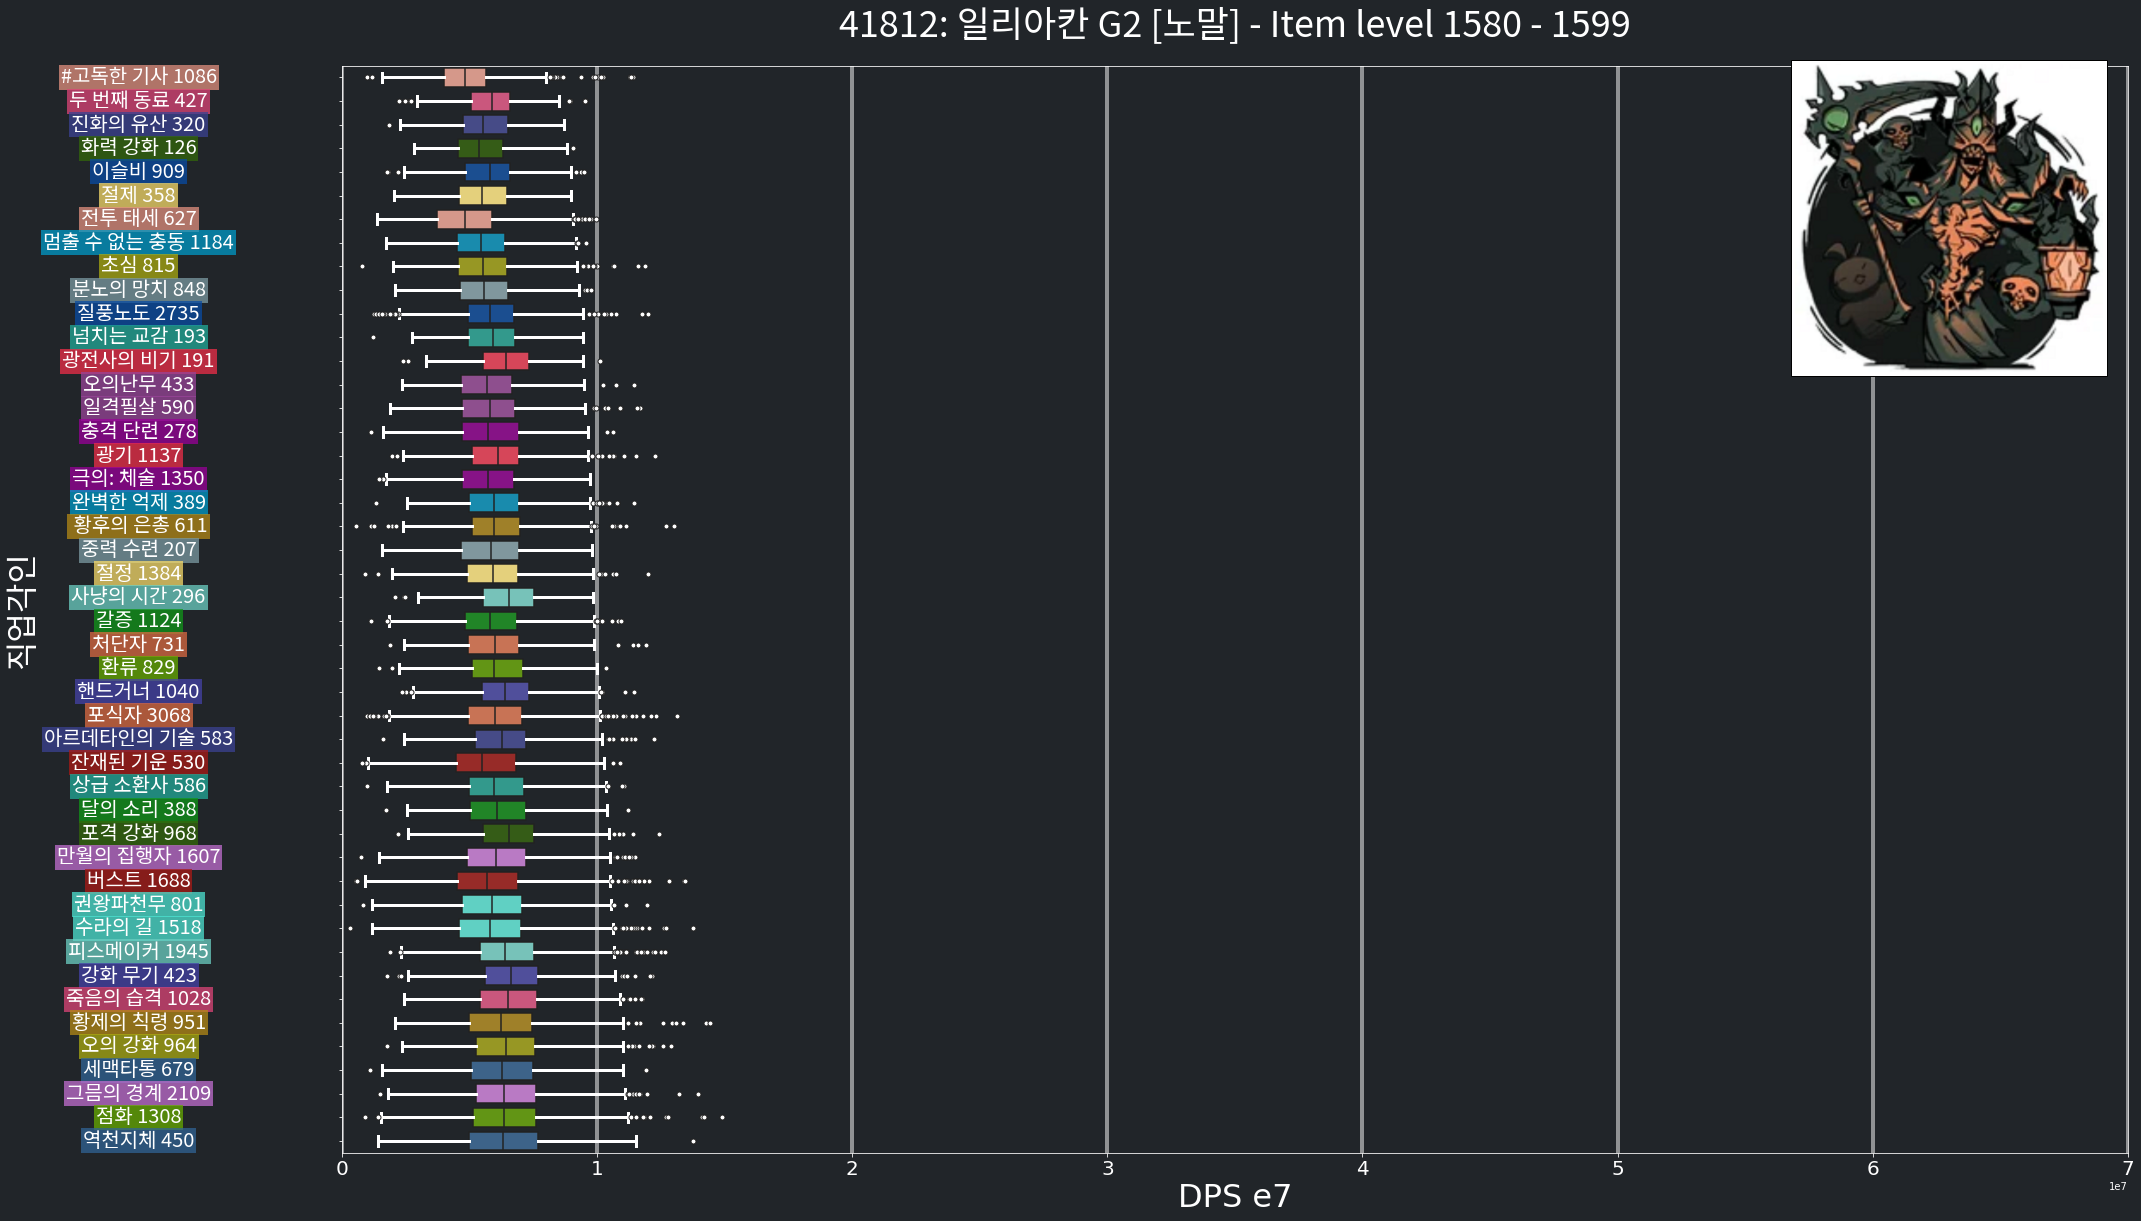 41812: 일리아칸 G2 [노말] - Item level 1580 - 1599
#고독한 기사 1086
두 번째 동료 427
진화의 유산 320
화력 강화 126
이슬비 909
절제 358
전투 태세 627
멈출 수 없는 충동 1184
초심 815
분노의 망치 848
질풍노도 2735
넘치는 교감 193
광전사의 비기 191
오의난무 433
일격필살 590
충격 단련 278
광기 1137
극의: 체술 1350
완벽한 억제 389
황후의 은총 611
중력 수련 207
절정 1384
사냥의 시간 296
갈증 1124
처단자 731
환류 829
핸드거너 1040
포식자 3068
아르데타인의 기술 583
잔재된 기운 530
상급 소환사 586
달의 소리 388
포격 강화 968
만월의 집행자 1607
버스트 1688
권왕파천무 801
수라의 길 1518
피스메이커 1945
강화 무기 423
죽음의 습격 1028
황제의 칙령 951
오의 강화 964
세맥타통 679
그믐의 경계 2109
점화 1308
역천지체 450
직업각인
0 1 2 3 4 5 6 7
1e7
DPS e7